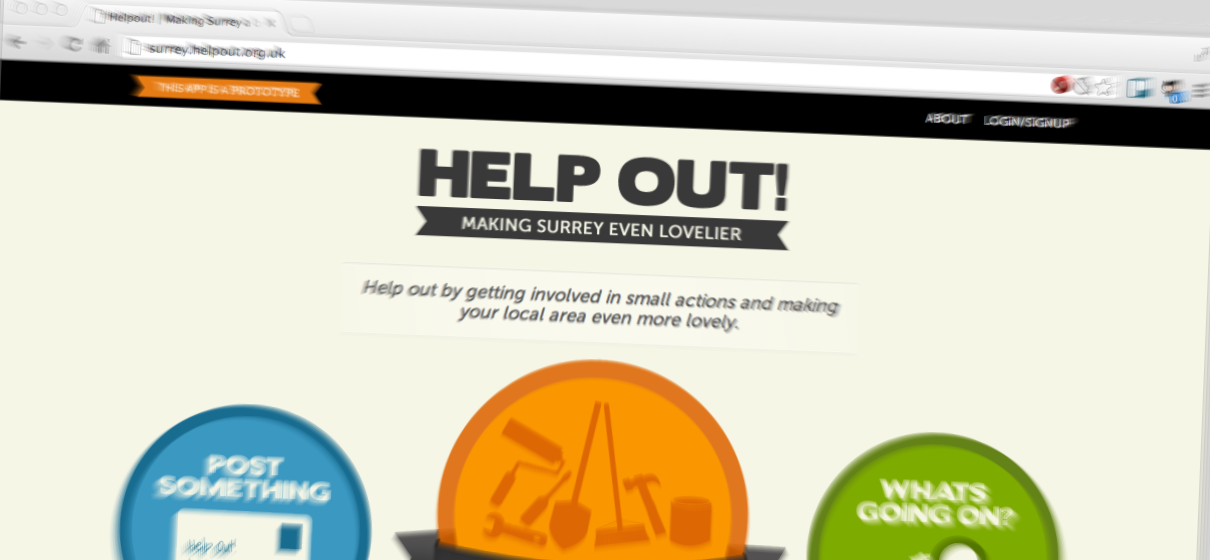 Helpout! | Making Surrey
surrey.helpout.org.uk
THIS APP IS A PROTOTYPE
ABOUT LOGIN/SIGNUP
HELP OUT!
MAKING SURREY EVEN LOVELIER
Help out by getting involved in small actions and making
your local area even more lovely.
POST
SOMETHING
Help Out!
WHATS
GOING ON?
0